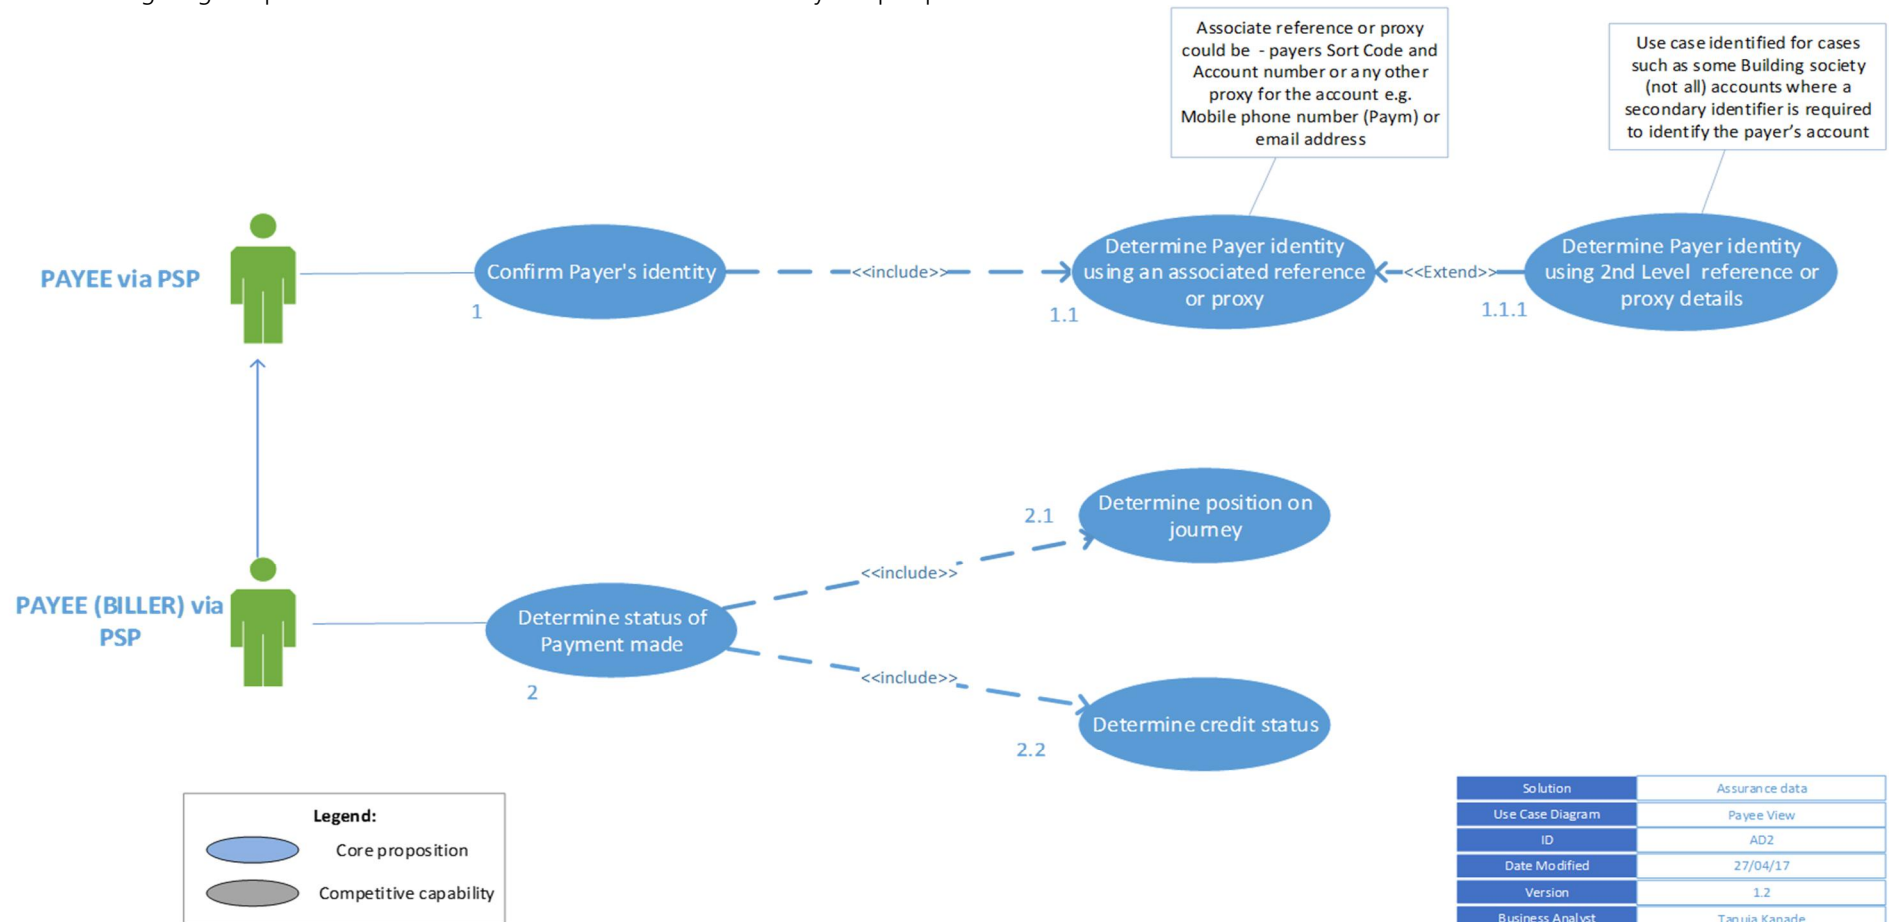 Associate reference or proxy
could be - payers Sort Code and
Account number or any other
proxy for the account e.g.
Mobile phone number (Paym) or
email address
Use case identified for cases
such as some Building society
(not all) accounts where a
secondary identifier is required
to identify the payer's account
PAYEE via PSP
Confirm Payer's identity
1
<<include>>
Determine Payer identity
using an associated reference
or proxy
1.1
<<Extend>>
Determine Payer identity
using 2nd Level reference or
proxy details
1.1.1
PAYEE (BILLER) via
PSP
Determine status of
Payment made
2
<<include>>
2.1
Determine position on
journey
<<include>>
2.2
Determine credit status
Legend:
Core proposition
Competitive capability
Solution Assurance data
Use Case Diagram Payee View
ID AD2
Date Modified 27/04/17
Version 1.2
Business Analyst Tanuja Kanade